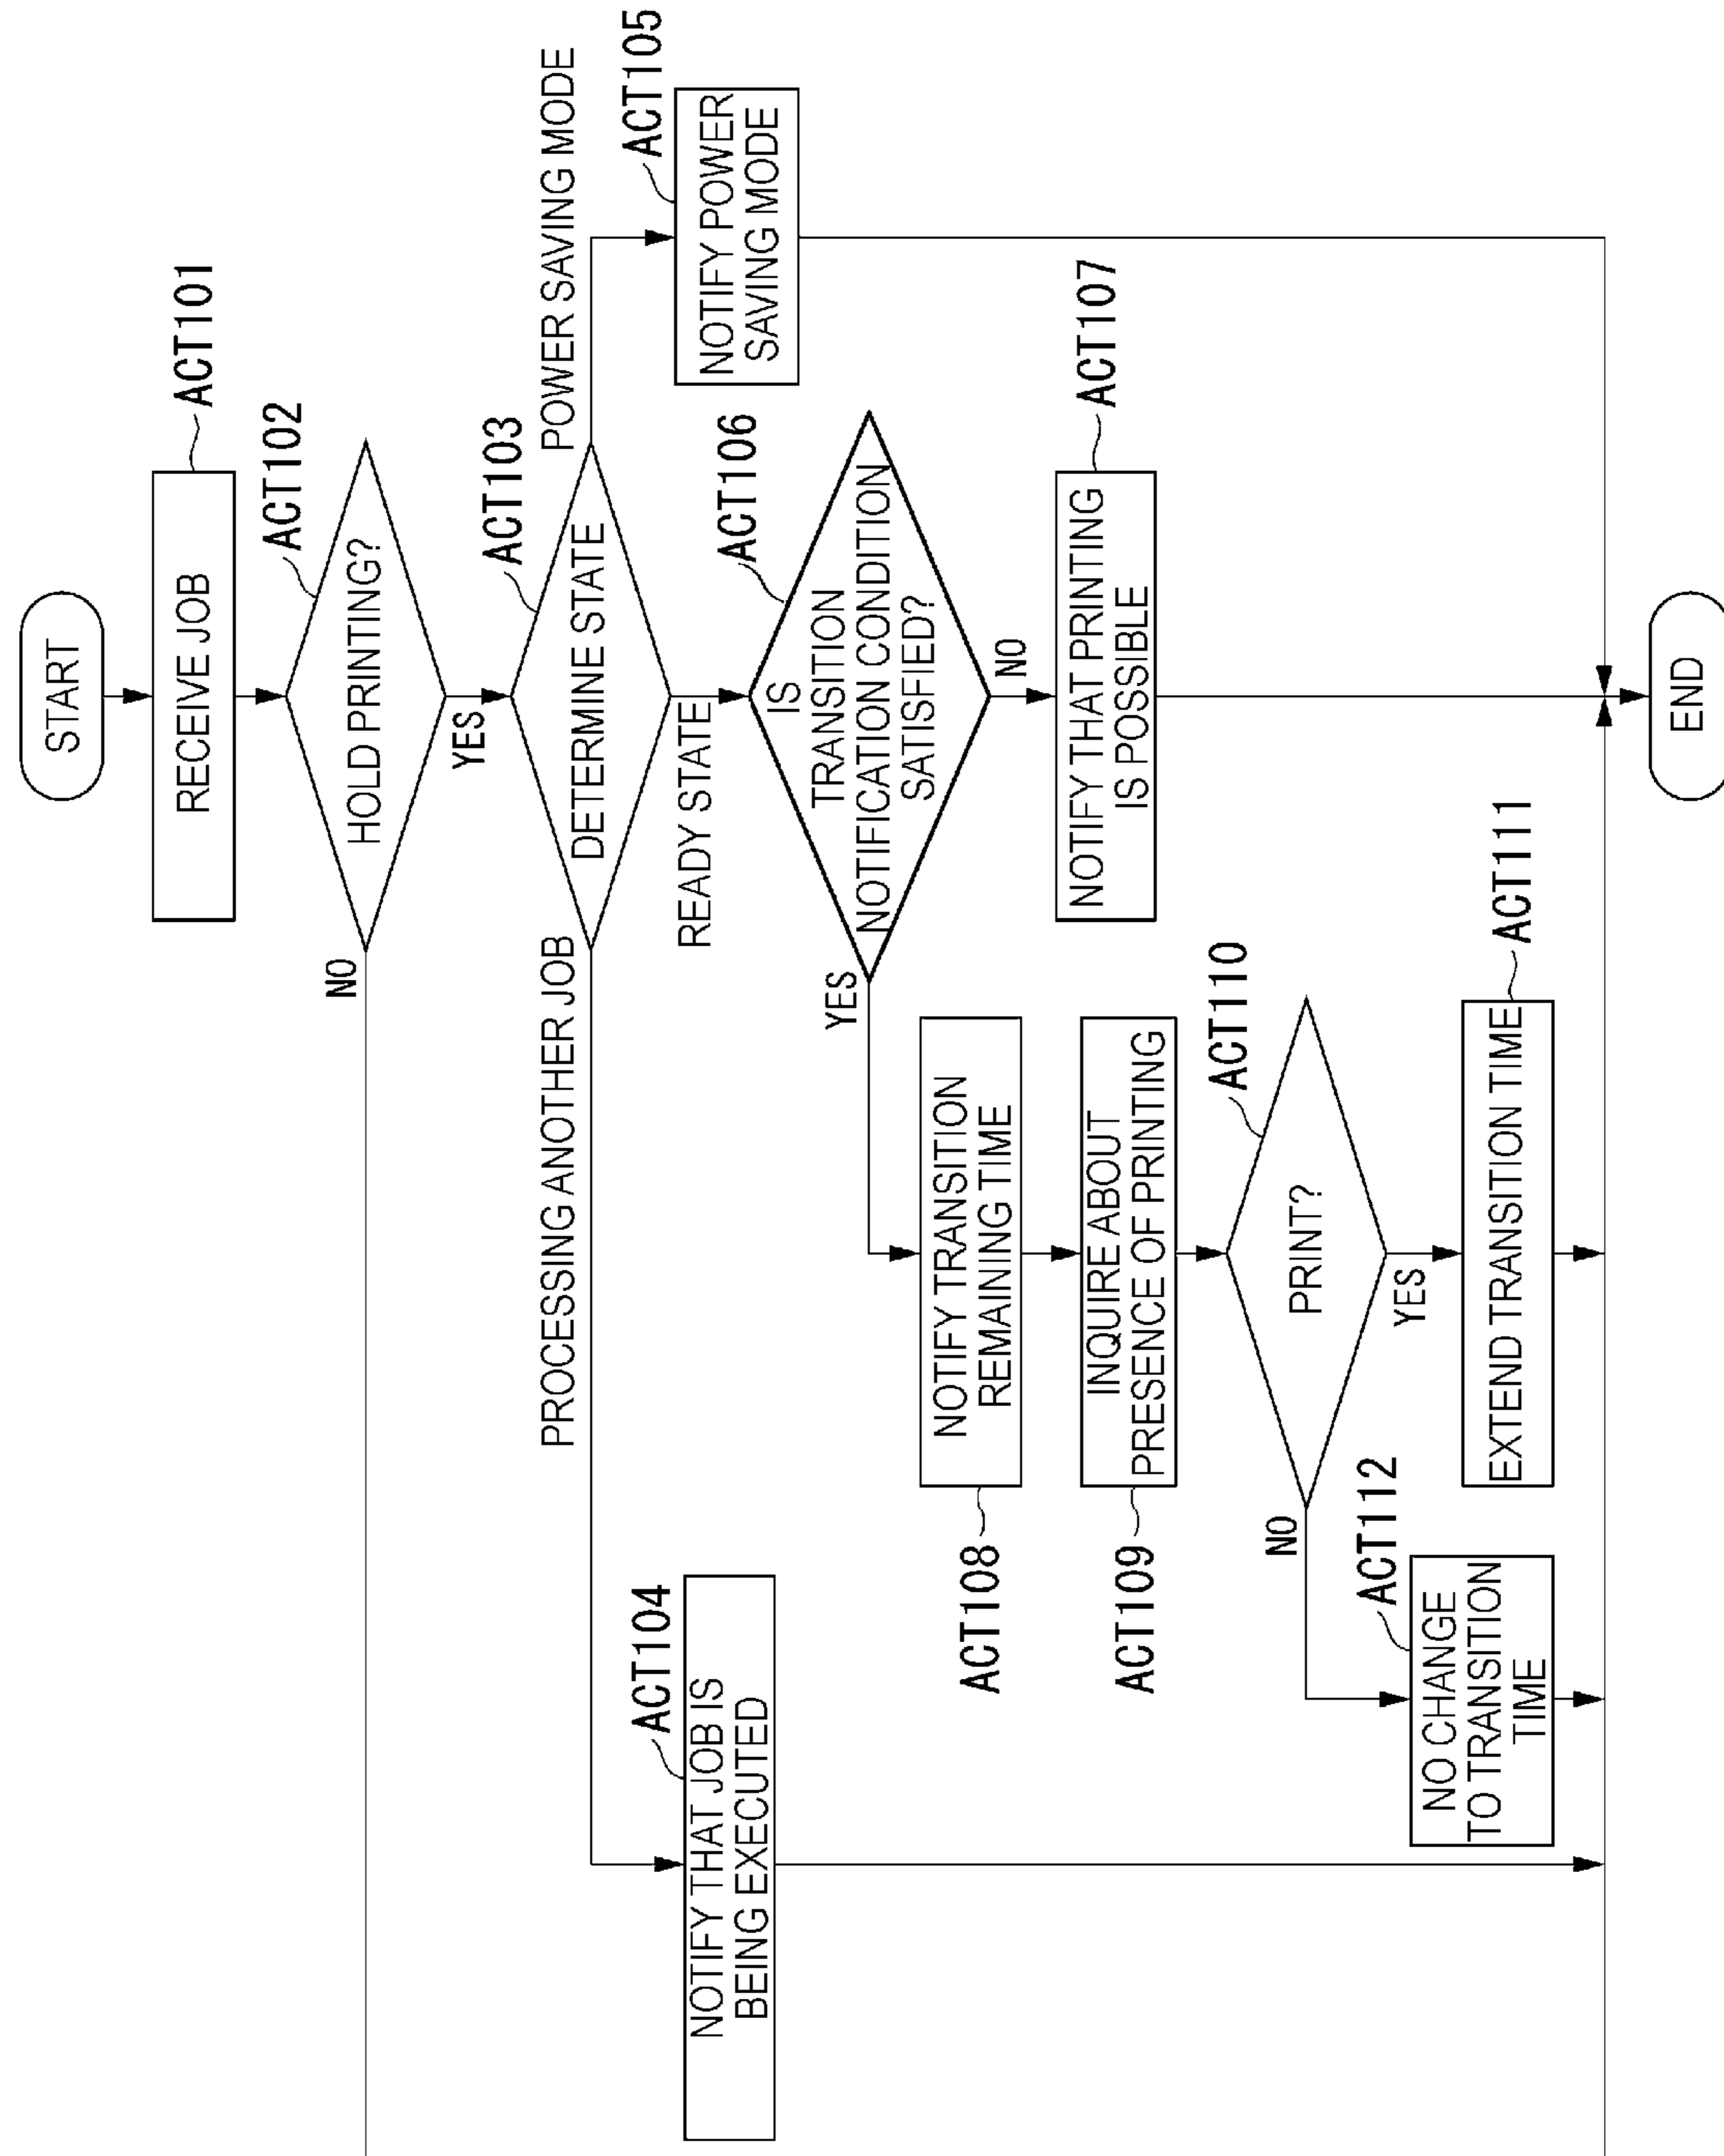 START
RECEIVE JOB
ACT101
HOLD PRINTING?
ACT102
NO
YES
DETERMINE STATE
ACT103
PROCESSING ANOTHER JOB
READY STATE
POWER SAVING MODE
NOTIFY THAT JOB IS
BEING EXECUTED
ACT104
NOTIFY POWER
SAVING MODE
ACT105
IS
TRANSITION
NOTIFICATION CONDITION
SATISFIED?
ACT106
YES
NO
NOTIFY THAT PRINTING
IS POSSIBLE
ACT107
NOTIFY TRANSITION
REMAINING TIME
ACT108
INQUIRE ABOUT
PRESENCE OF PRINTING
ACT109
PRINT?
ACT110
NO
YES
EXTEND TRANSITION TIME
ACT111
NO CHANGE
TO TRANSITION
TIME
ACT112
END